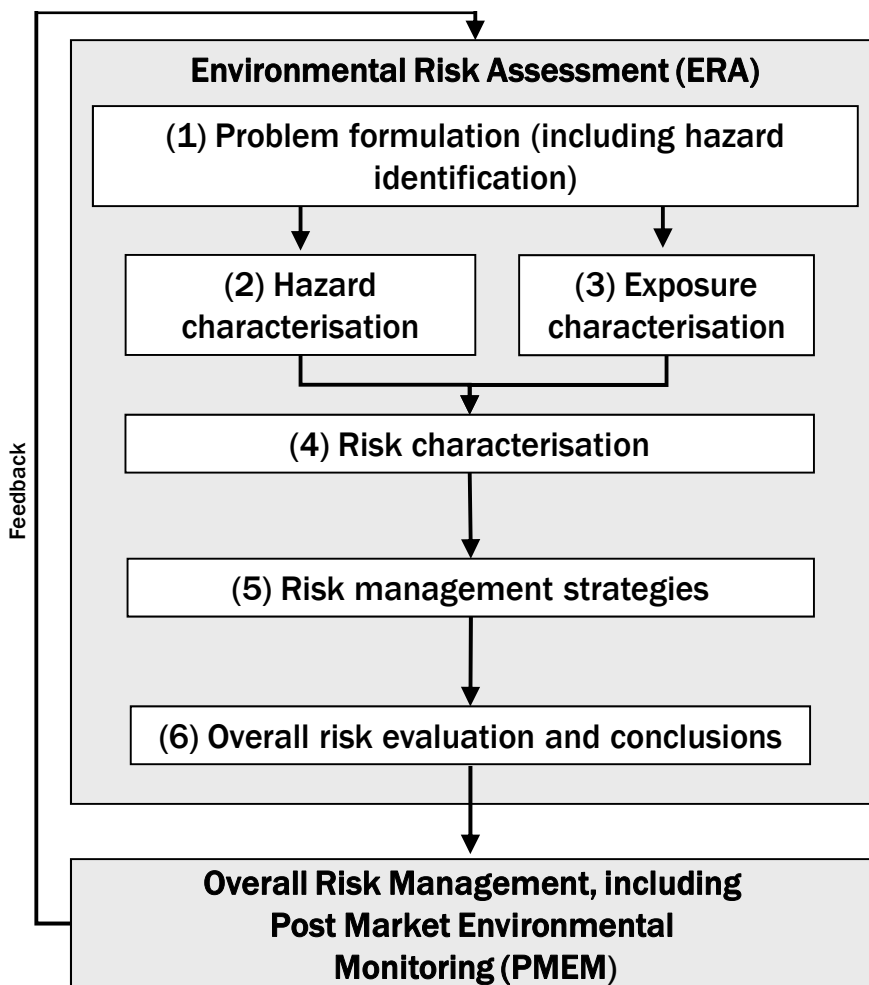 Environmental Risk Assessment (ERA)
(1) Problem formulation (including hazard
identification)
(2) Hazard
characterisation
(3) Exposure
characterisation
(4) Risk characterisation
(5) Risk management strategies
(6) Overall risk evaluation and conclusions
Feedback
Overall Risk Management, including
Post Market Environmental
Monitoring (PMEM)